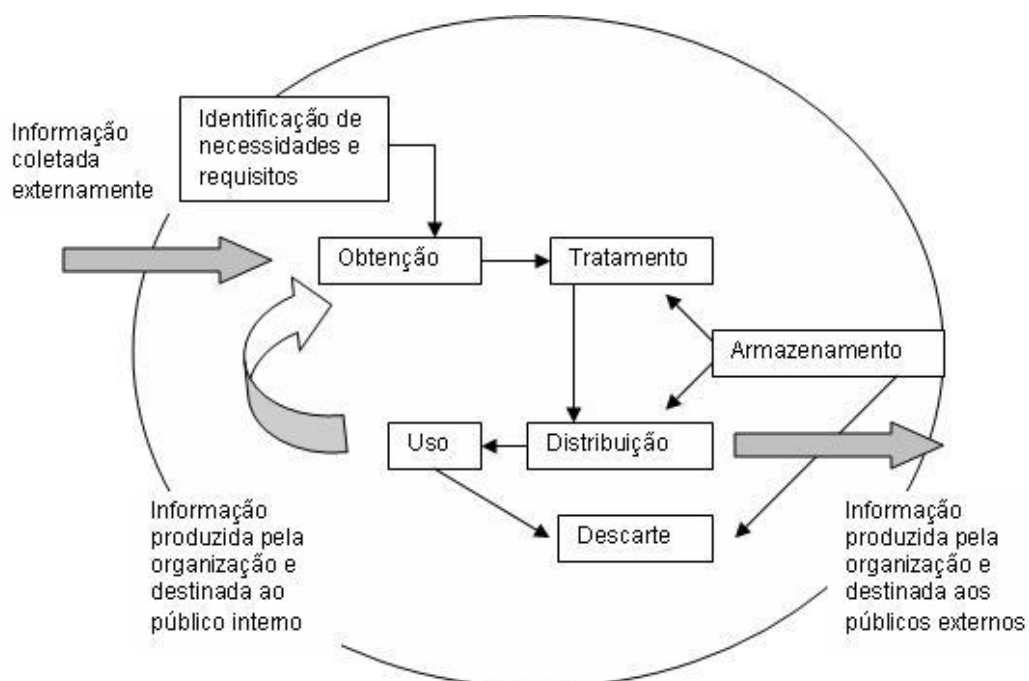 Identificação de
necessidades e
requisitos
Informação
coletada
externamente
Obtenção
Tratamento
Armazenamento
Uso
Distribuição
Descarte
Informação
produzida pela
organização e
destinada ao
público interno
Informação
produzida pela
organização e
destinada aos
públicos externos